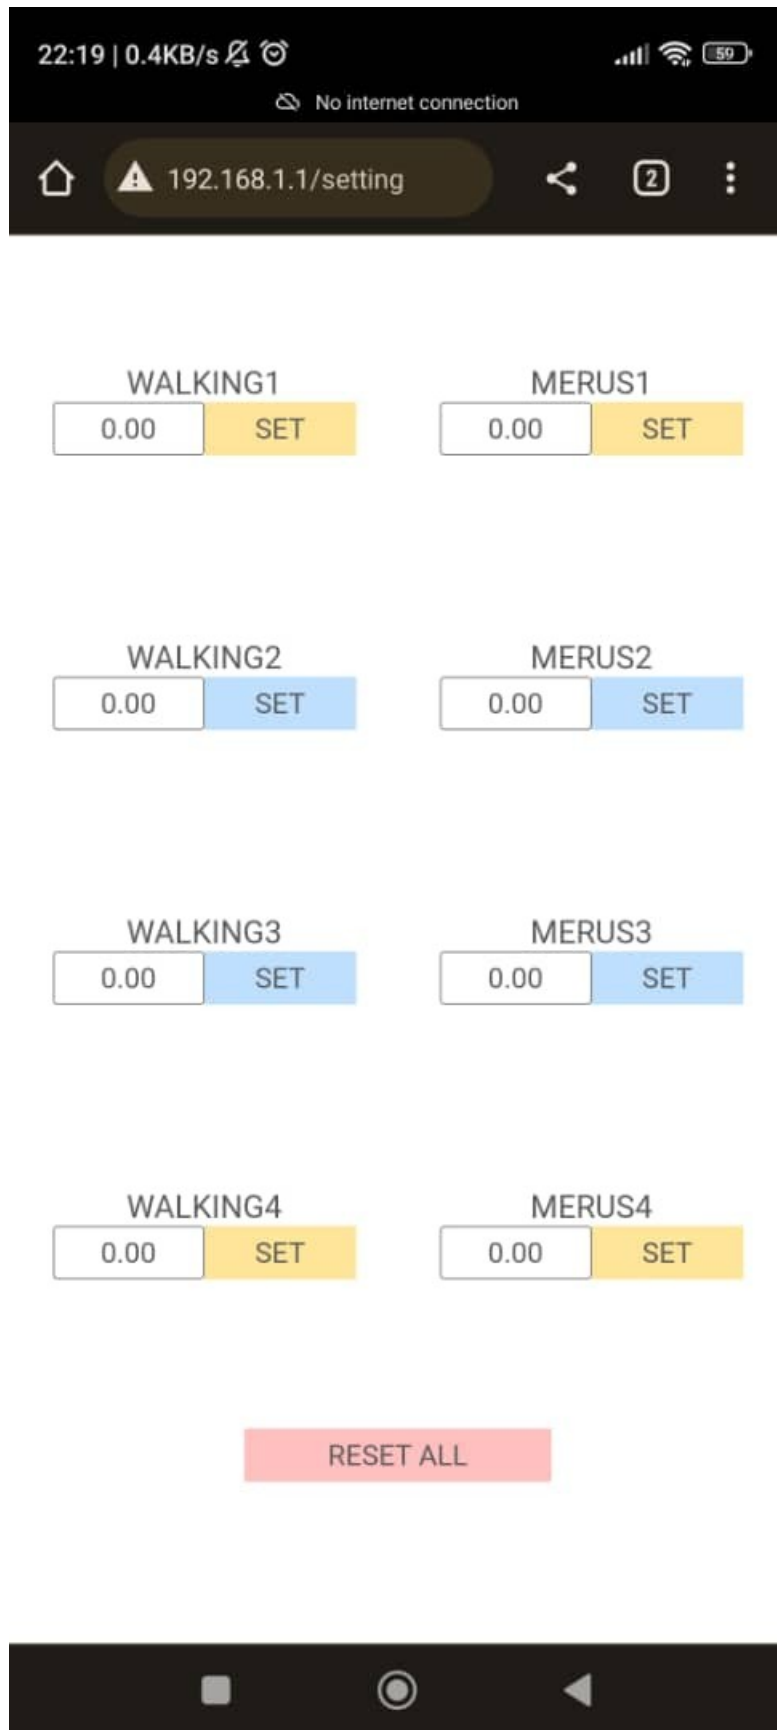 22:19 | 0.4KB/s 59
No internet connection
192.168.1.1/setting 2
WALKING1 MERUS1
0.00 SET 0.00 SET
WALKING2 MERUS2
0.00 SET 0.00 SET
WALKING3 MERUS3
0.00 SET 0.00 SET
WALKING4 MERUS4
0.00 SET 0.00 SET
RESET ALL